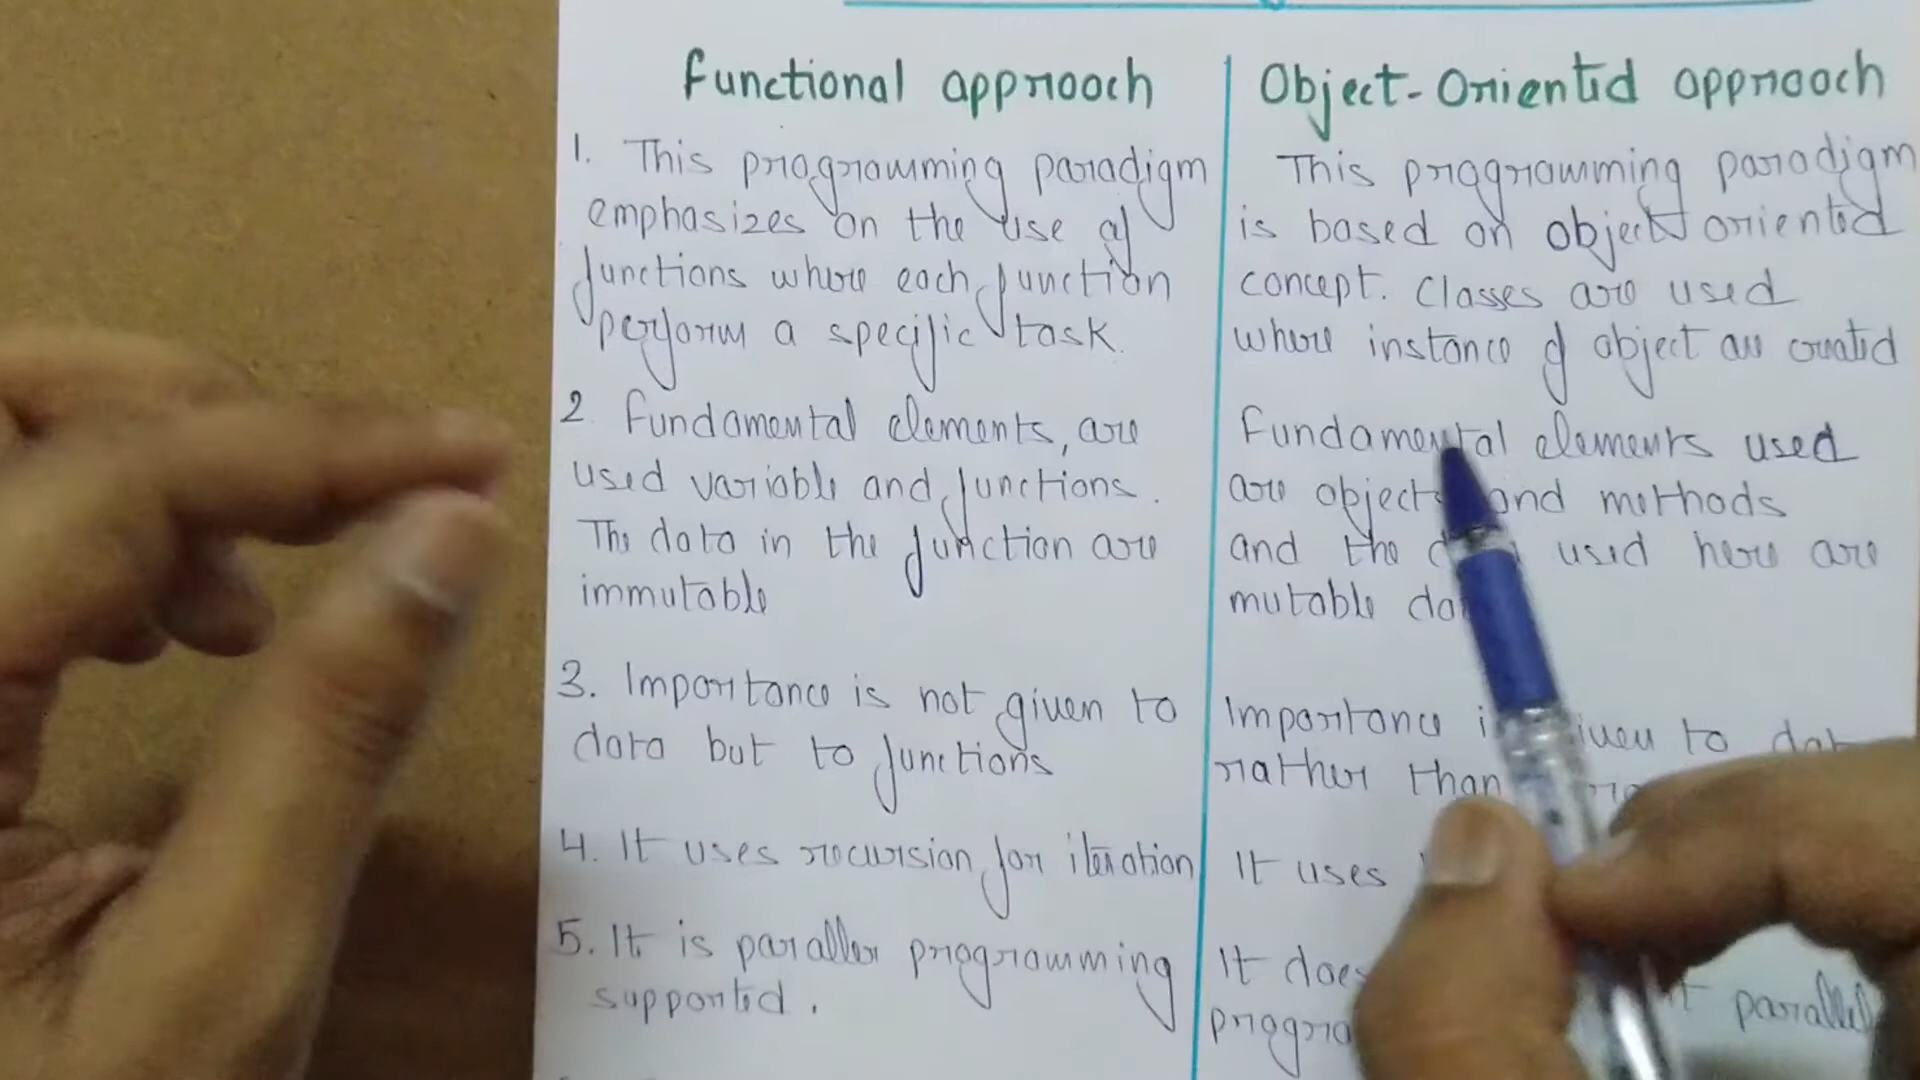 Functional approach
1. This programming paradigm
emphasizes on the use of
functions where each function
perform a specific task.
2. Fundamental elements, are
used variable and functions.
The data in the function are
immutable
3. Importance is not given to
data but to functions
4. It uses recursion for iteration
5. It is parallel programming
supported.
Object-Oriented approach
This programming paradigm
is based on object oriented
concept. Classes are used
where instance of object are created
Fundamental elements used
are objects and methods
and the used here are
mutable
Importance given to
rather than
It uses
It parallel